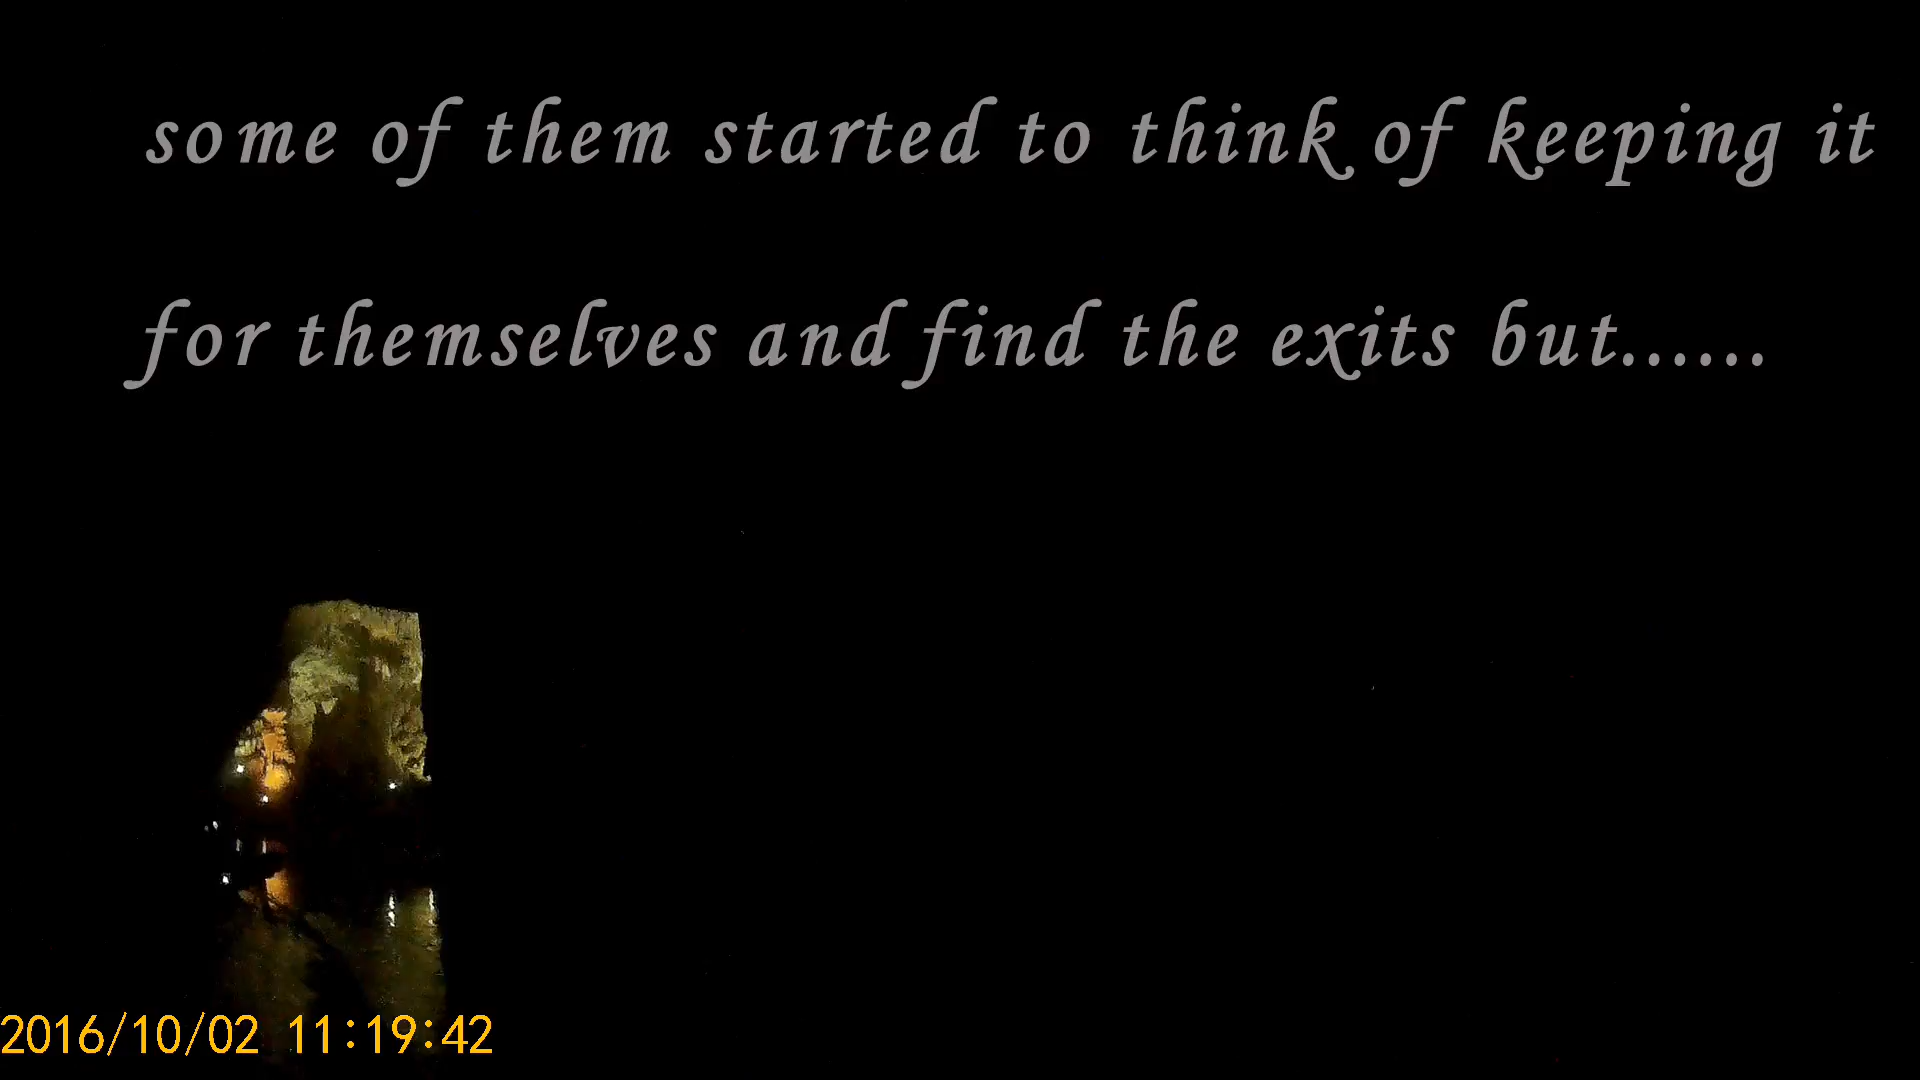 some of them started to think of keeping it
for themselves and find the exits but......
2016/10/02 11:19:42